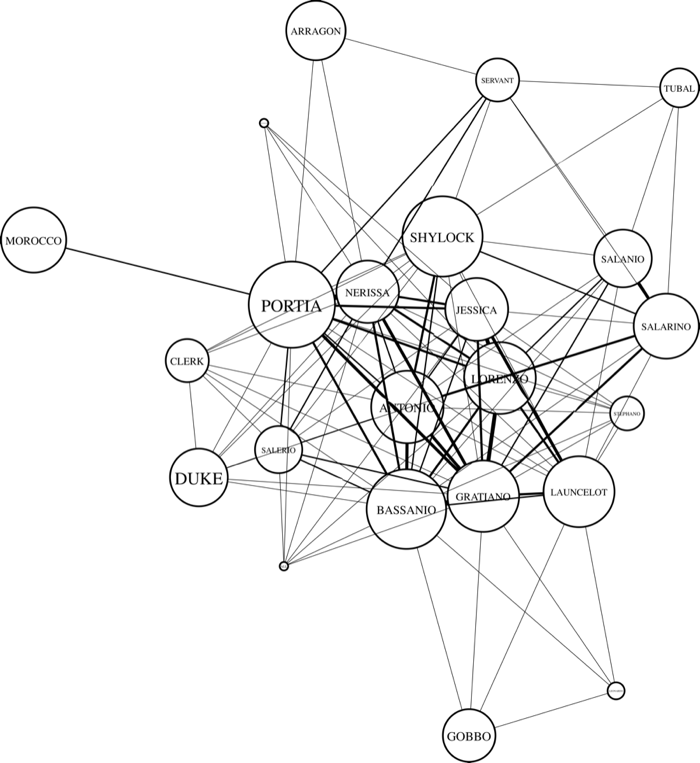 ARRAGON
SERVANT
TUBAL
MOROCCO
SHYLOCK
SALANIO
NERISSA
PORTIA
JESSICA
SALARINO
CLERK
LORENZO
ANTONIO
STEPHANO
SALERIO
DUKE
LAUNCELOT
GRATIANO
BASSANIO
GOBBO